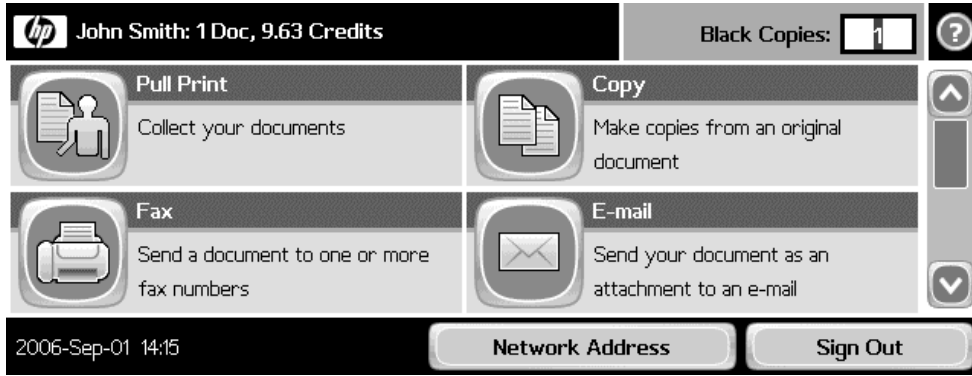 hp John Smith: 1 Doc, 9.63 Credits
Black Copies: 1 ?
Pull Print
Collect your documents
Copy
Make copies from an original
document
Fax
Send a document to one or more
fax numbers
E-mail
Send your document as an
attachment to an e-mail
2006-Sep-01 14:15
Network Address
Sign Out